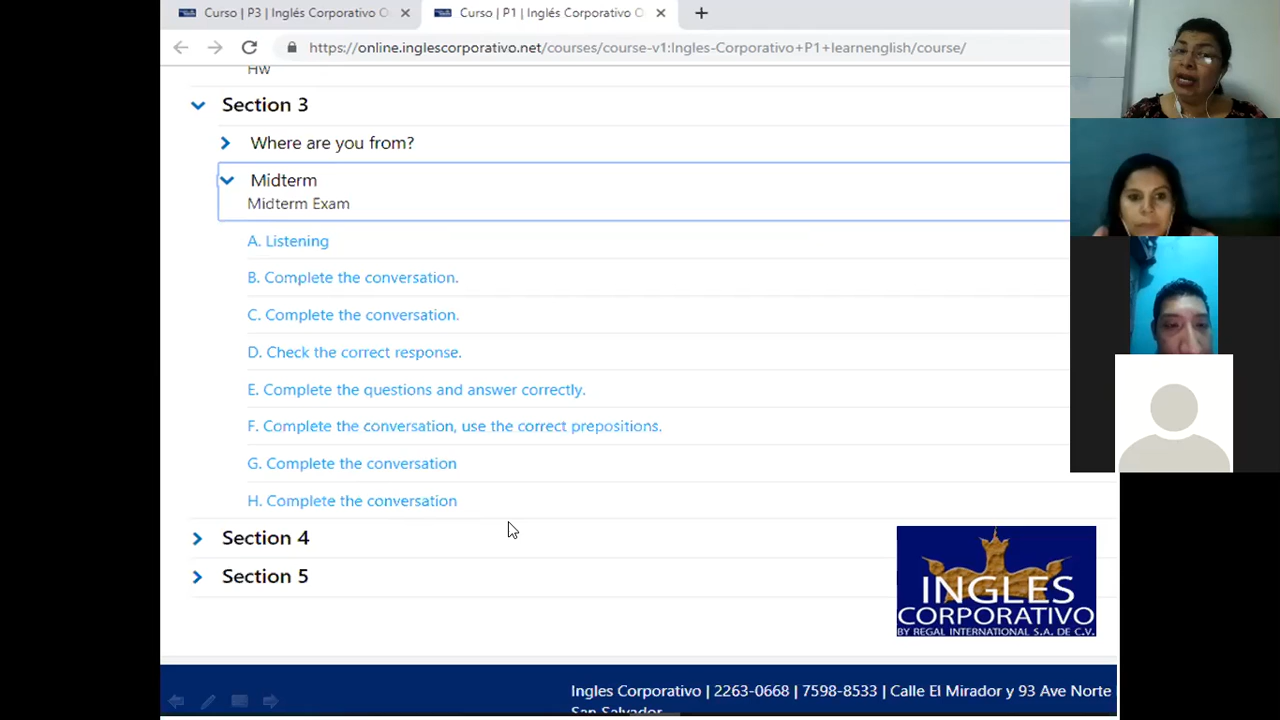 Curso | P3 | Inglés Corporativo O
Curso | P1 | Inglés Corporativo O
https://online.inglescorporativo.net/courses/course-v1:Ingles-Corporativo+P1+learnenglish/course/
Hw
Section 3
Where are you from?
Midterm
Midterm Exam
A. Listening
B. Complete the conversation.
C. Complete the conversation.
D. Check the correct response.
E. Complete the questions and answer correctly.
F. Complete the conversation, use the correct prepositions.
G. Complete the conversation
H. Complete the conversation
Section 4
Section 5
INGLES
CORPORATIVO
BY REGAL INTERNATIONAL S.A. DE C.V.
Ingles Corporativo | 2263-0668 | 7598-8533 | Calle El Mirador y 93 Ave Norte
San Salvador